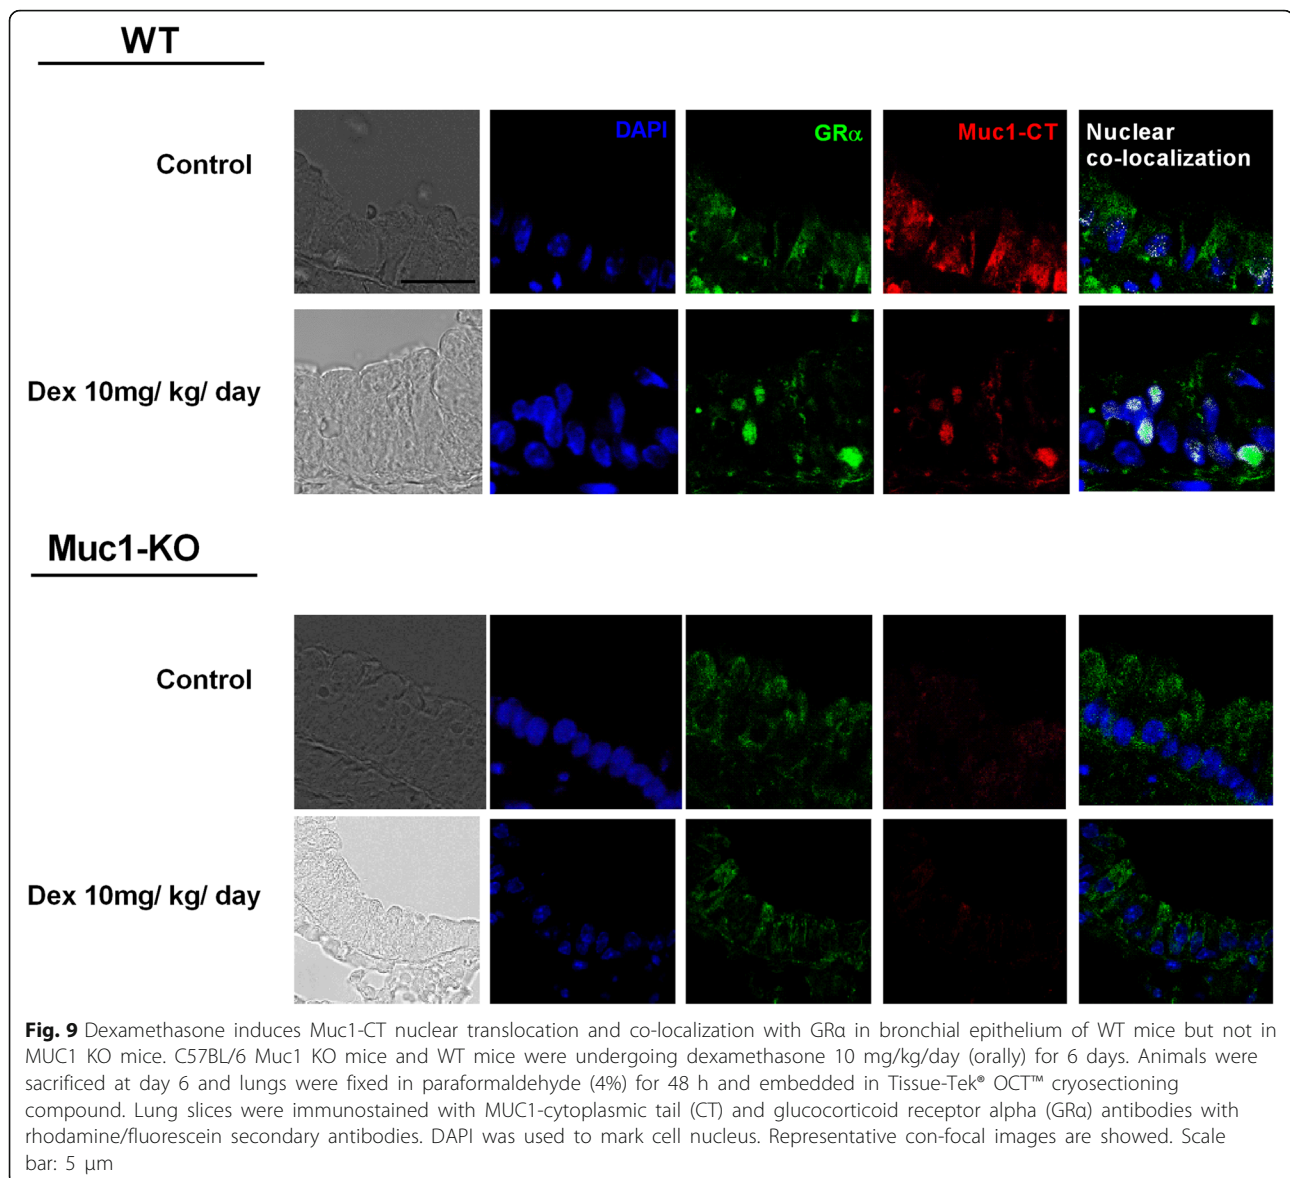 WT
Control
DAPI
GRα
Muc1-CT
Nuclear
co-localization
Dex 10mg/ kg/ day
Muc1-KO
Control
Dex 10mg/ kg/ day
Fig. 9 Dexamethasone induces Muc1-CT nuclear translocation and co-localization with GRα in bronchial epithelium of WT mice but not in
MUC1 KO mice. C57BL/6 Muc1 KO mice and WT mice were undergoing dexamethasone 10 mg/kg/day (orally) for 6 days. Animals were
sacrificed at day 6 and lungs were fixed in paraformaldehyde (4%) for 48 h and embedded in Tissue-Tek® OCT™ cryosectioning
compound. Lung slices were immunostained with MUC1-cytoplasmic tail (CT) and glucocorticoid receptor alpha (GRα) antibodies with
rhodamine/fluorescein secondary antibodies. DAPI was used to mark cell nucleus. Representative con-focal images are showed. Scale
bar: 5 μm